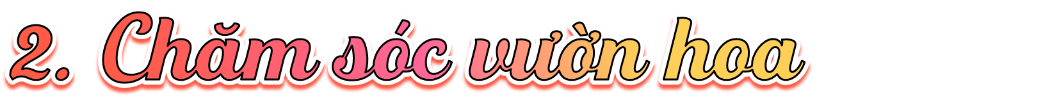 2. Chăm sóc vườn hoa